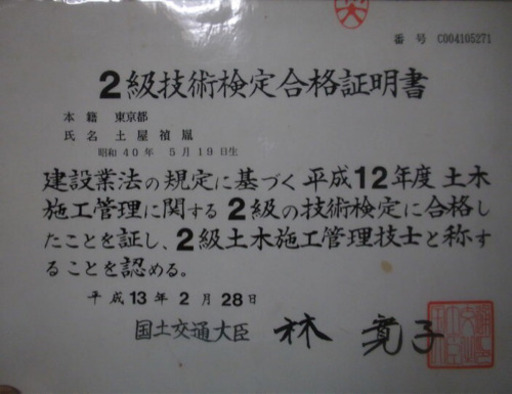 番号 C004105271
2級技術検定合格証明書
本籍 東京都
氏名 土屋 禎胤
昭和40年 5月19日生
建設業法の規定に基づく平成12年度 土木
施工管理に関する2級の技術検定に合格し
たことを証し、2級土木施工管理技士と称す
ることを認める。
平成13年2月28日
国土交通大臣 林 寛子